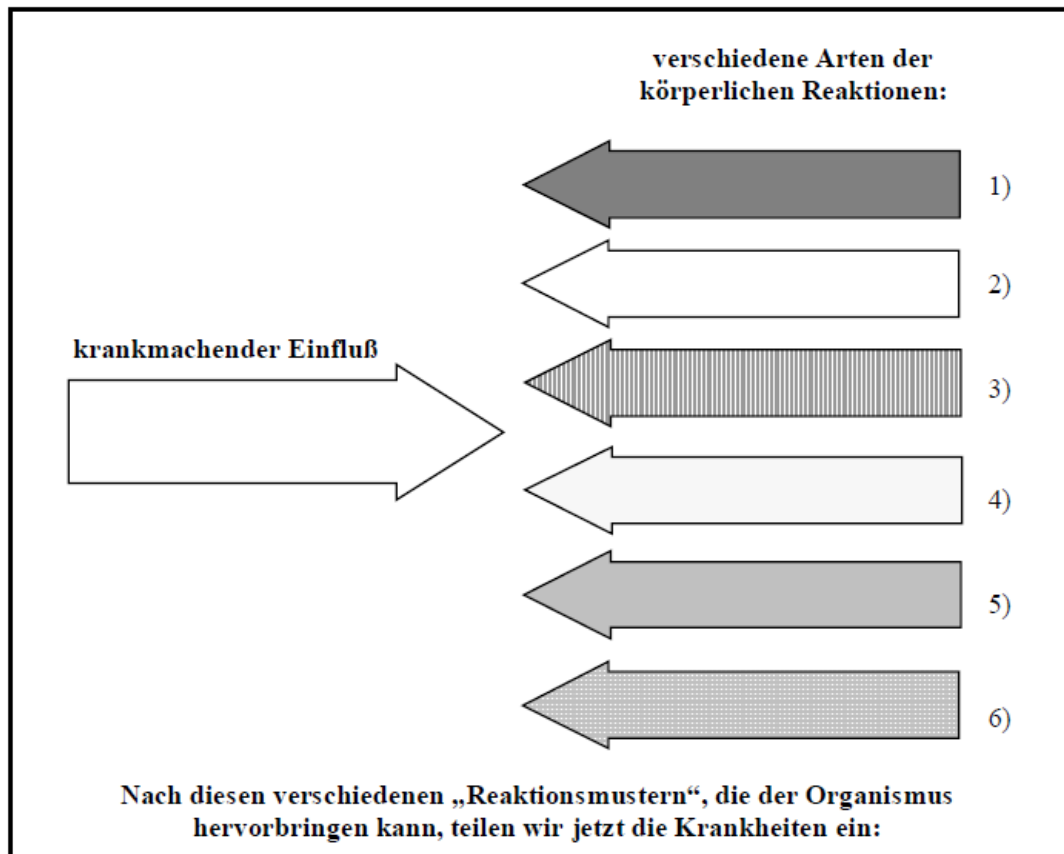 verschiedene Arten der
körperlichen Reaktionen:
1)
2)
krankmachender Einfluß
3)
4)
5)
6)
Nach diesen verschiedenen „Reaktionsmustern“, die der Organismus
hervorbringen kann, teilen wir jetzt die Krankheiten ein: